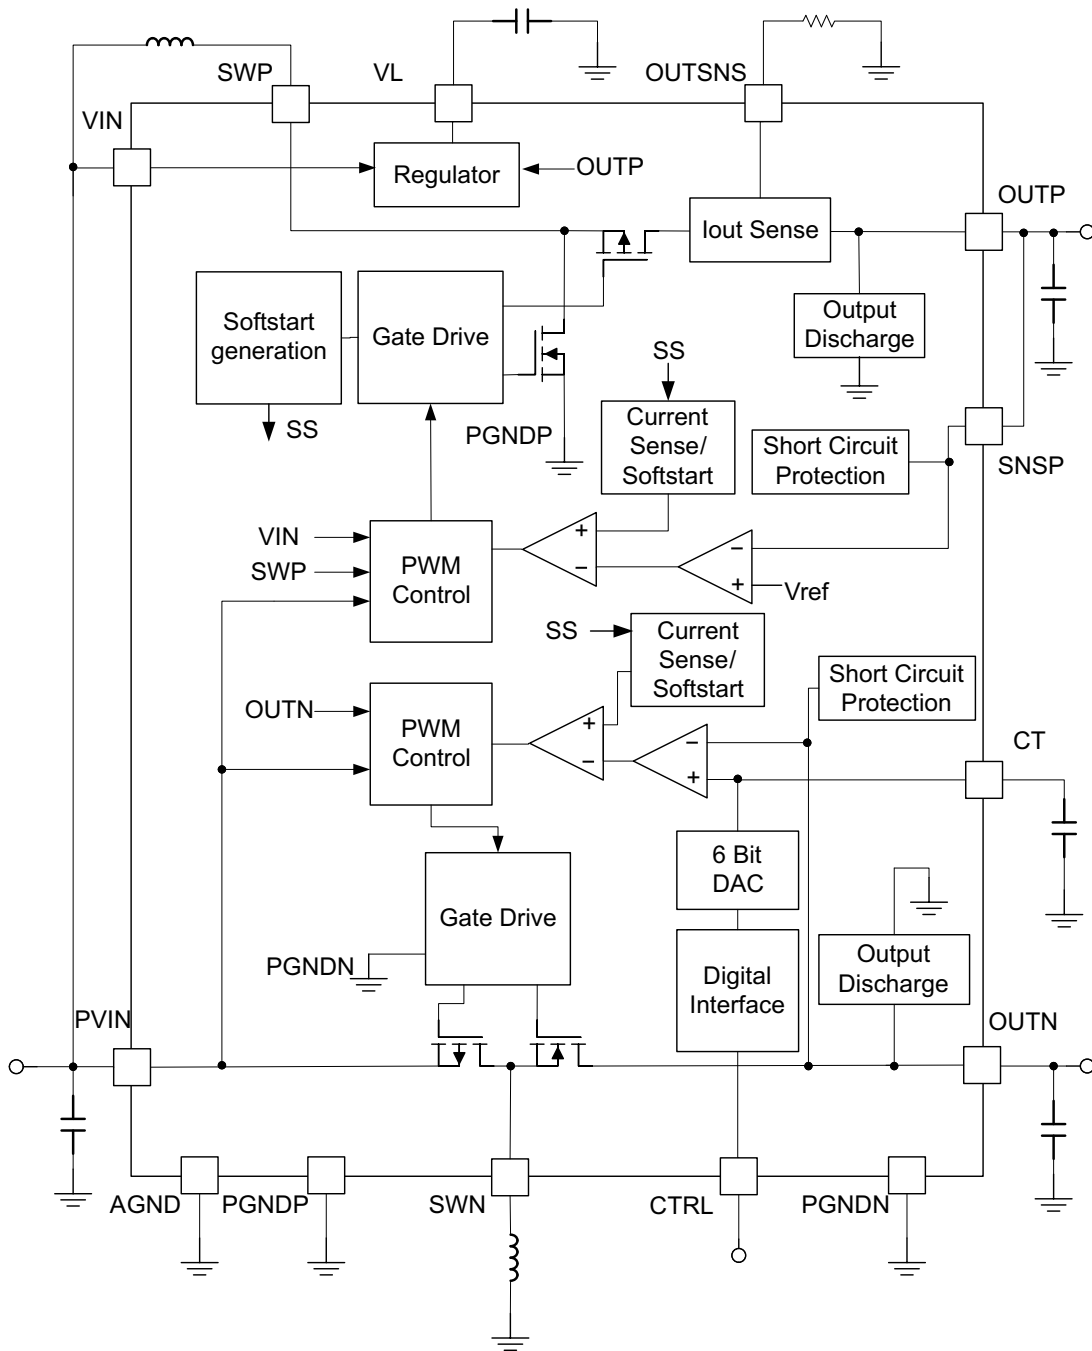 SWP
VL
OUTSNS
VIN
Regulator
OUTP
OUTP
Iout Sense
Softstart
generation
Gate Drive
Output
Discharge
SS
SS
PGNDP
Current
Sense/
Softstart
Short Circuit
Protection
SNSP
VIN
SWP
PWM
Control
+
−
−
+
Vref
SS
Current
Sense/
Softstart
Short Circuit
Protection
OUTN
PWM
Control
+
−
−
+
CT
6 Bit
DAC
Gate Drive
PGNDN
Digital
Interface
Output
Discharge
PVIN
OUTN
AGND
PGNDP
SWN
CTRL
PGNDN